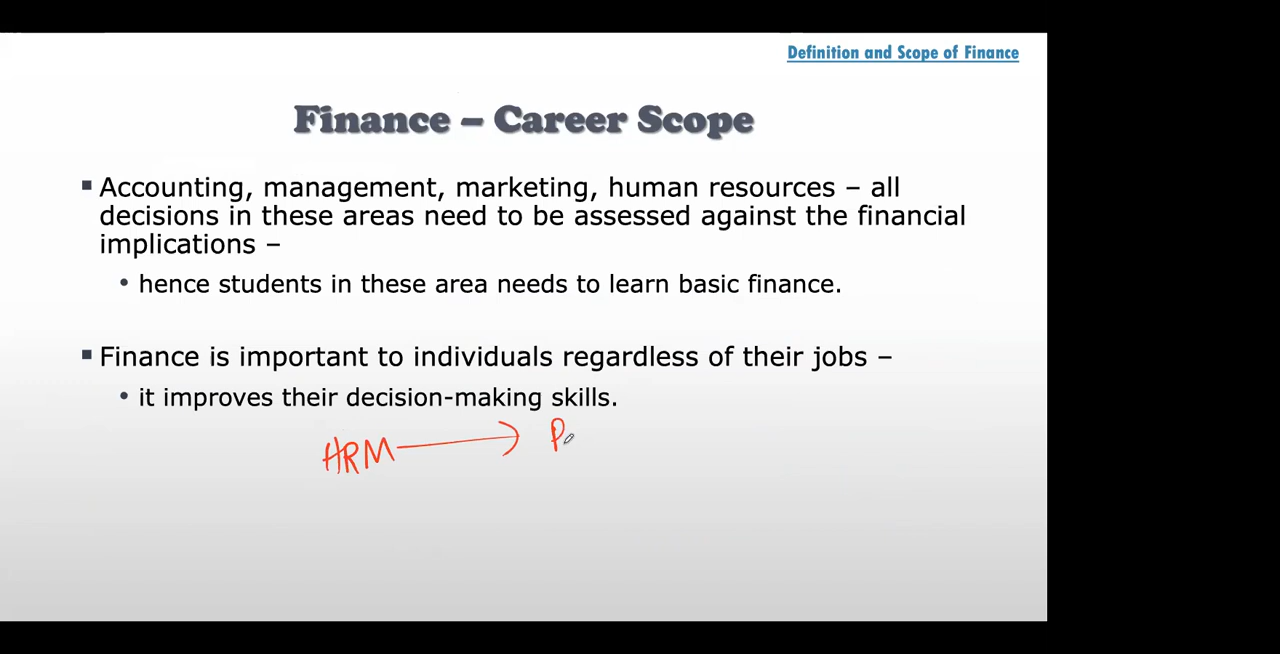 Definition and Scope of Finance
Finance – Career Scope
▪ Accounting, management, marketing, human resources – all
decisions in these areas need to be assessed against the financial
implications –
• hence students in these area needs to learn basic finance.
▪ Finance is important to individuals regardless of their jobs –
• it improves their decision-making skills.
HRM → P